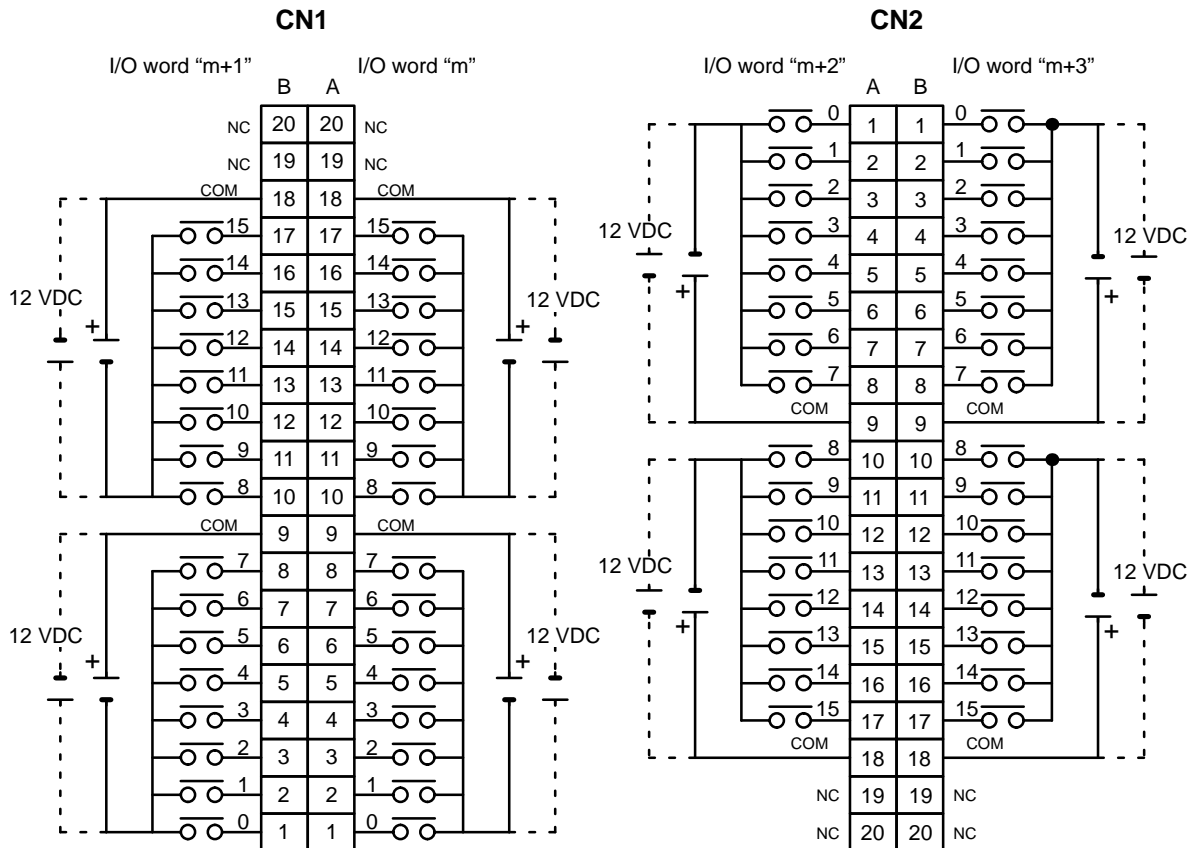 CN1
CN2
I/O word “m+1”
I/O word “m”
B A
NC 20 20 NC
NC 19 19 NC
COM 18 18 COM
15 17 17 15
14 16 16 14
13 15 15 13
12 VDC + 12 14 14 12 + 12 VDC
11 13 13 11
10 12 12 10
9 11 11 9
8 10 10 8
COM 9 9 COM
7 8 8 7
6 7 7 6
12 VDC + 5 6 6 5 + 12 VDC
4 5 5 4
3 4 4 3
2 3 3 2
1 2 2 1
0 1 1 0
I/O word “m+2”
I/O word “m+3”
A B
0 1 1 0
1 2 2 1
2 3 3 2
12 VDC 3 4 4 3 12 VDC
+ 4 5 5 4 +
5 6 6 5
6 7 7 6
7 8 8 7
COM 9 9 COM
8 10 10 8
9 11 11 9
10 12 12 10
12 VDC 11 13 13 11 12 VDC
+ 12 14 14 12 +
13 15 15 13
14 16 16 14
15 17 17 15
COM 18 18 COM
NC 19 19 NC
NC 20 20 NC